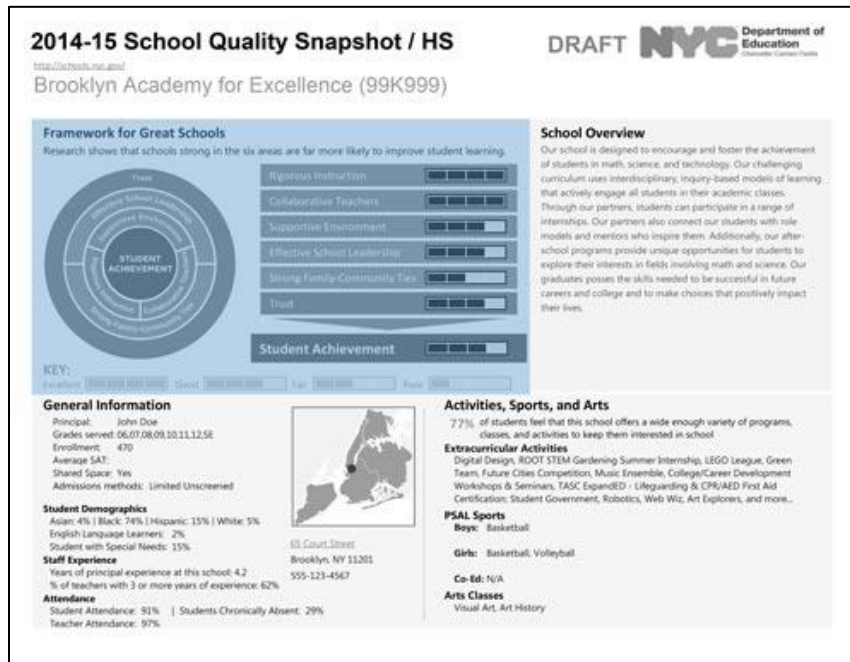 2014-15 School Quality Snapshot / HS
DRAFT
NYC
Department of
Education
http://schools.nyc.gov/
Brooklyn Academy for Excellence (99K999)
Framework for Great Schools
Research shows that schools strong in the six areas are far more likely to improve student learning.
Trust
Effective School Leadership
Supportive Environment
STUDENT
ACHIEVEMENT
Rigorous Instruction
Collaborative Teachers
Strong Family-Community Ties
Rigorous Instruction
Collaborative Teachers
Supportive Environment
Effective School Leadership
Strong Family-Community Ties
Trust
Student Achievement
KEY:
Excellent
Good
Fair
Poor
School Overview
Our school is designed to encourage and foster the achievement
of students in math, science, and technology. Our challenging
curriculum uses interdisciplinary, inquiry-based models of learning
that actively engage all students in their academic classes.
Through our partners, students can participate in a range of
internships. Our partners also connect our students with role
models and mentors who inspire them. Additionally, our after-
school programs provide unique opportunities for students to
explore their interests in fields involving math and science. Our
graduates posses the skills needed to be successful in future
careers and college and to make choices that positively impact
their lives.
General Information
Principal: John Doe
Grades served: 06,07,08,09,10,11,12,SE
Enrollment: 470
Average SAT:
Shared Space: Yes
Admissions methods: Limited Unscreened
Student Demographics
Asian: 4% | Black: 74% | Hispanic: 15% | White: 5%
English Language Learners: 2%
Student with Special Needs: 15%
Staff Experience
Years of principal experience at this school: 4.2
% of teachers with 3 or more years of experience: 62%
Attendance
Student Attendance: 91% | Students Chronically Absent: 29%
Teacher Attendance: 97%
65 Court Street
Brooklyn, NY 11201
555-123-4567
Activities, Sports, and Arts
77% of students feel that this school offers a wide enough variety of programs,
classes, and activities to keep them interested in school
Extracurricular Activities
Digital Design, ROOT STEM Gardening Summer Internship, LEGO League, Green
Team, Future Cities Competition, Music Ensemble, College/Career Development
Workshops & Seminars, TASC ExpandED - Lifeguarding & CPR/AED First Aid
Certification; Student Government, Robotics, Web Wiz, Art Explorers, and more...
PSAL Sports
Boys: Basketball
Girls: Basketball, Volleyball
Co-Ed: N/A
Arts Classes
Visual Art, Art History